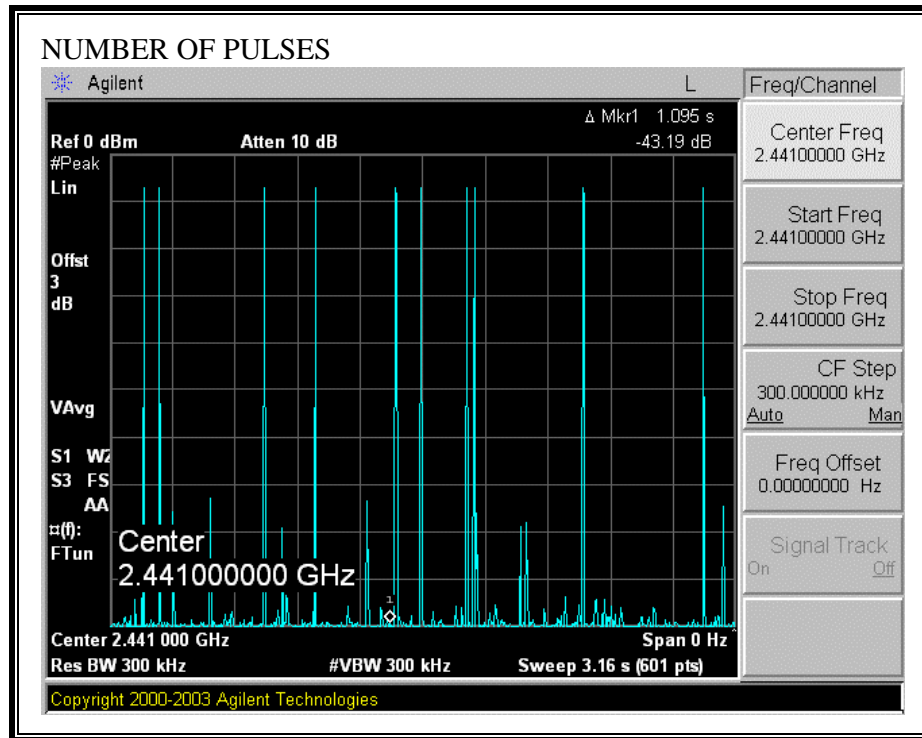 NUMBER OF PULSES
Agilent
L
Freq/Channel
Δ Mkr1 1.095 s
Ref 0 dBm
Atten 10 dB
-43.19 dB
#Peak
Lin
Offst
3
dB
VAvg
S1 W2
S3 FS
AA
¤(f):
FTun
Center
2.441000000 GHz
1
Center 2.441 000 GHz
Span 0 Hz^
Res BW 300 kHz
#VBW 300 kHz
Sweep 3.16 s (601 pts)
Copyright 2000-2003 Agilent Technologies
Center Freq
2.44100000 GHz
Start Freq
2.44100000 GHz
Stop Freq
2.44100000 GHz
CF Step
300.000000 kHz
Auto Man
Freq Offset
0.00000000 Hz
Signal Track
On Off